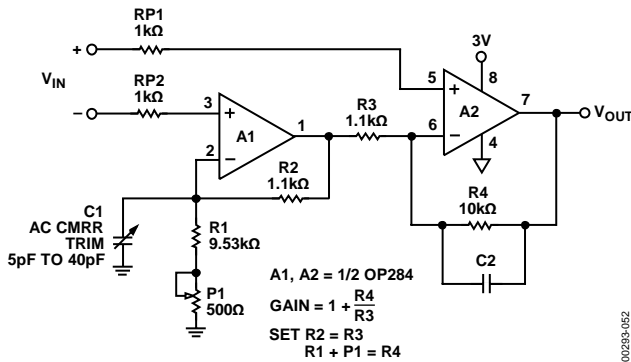 RP1
1kΩ
+
V_IN
RP2
1kΩ
−
3
+
A1
1
2
−
R2
1.1kΩ
R3
1.1kΩ
5
+
A2
6
−
3V
8
4
7
V_OUT
R4
10kΩ
C2
C1
AC CMRR
TRIM
5pF TO 40pF
R1
9.53kΩ
P1
500Ω
A1, A2 = 1/2 OP284
GAIN = 1 + R4/R3
SET R2 = R3
R1 + P1 = R4
00293-052